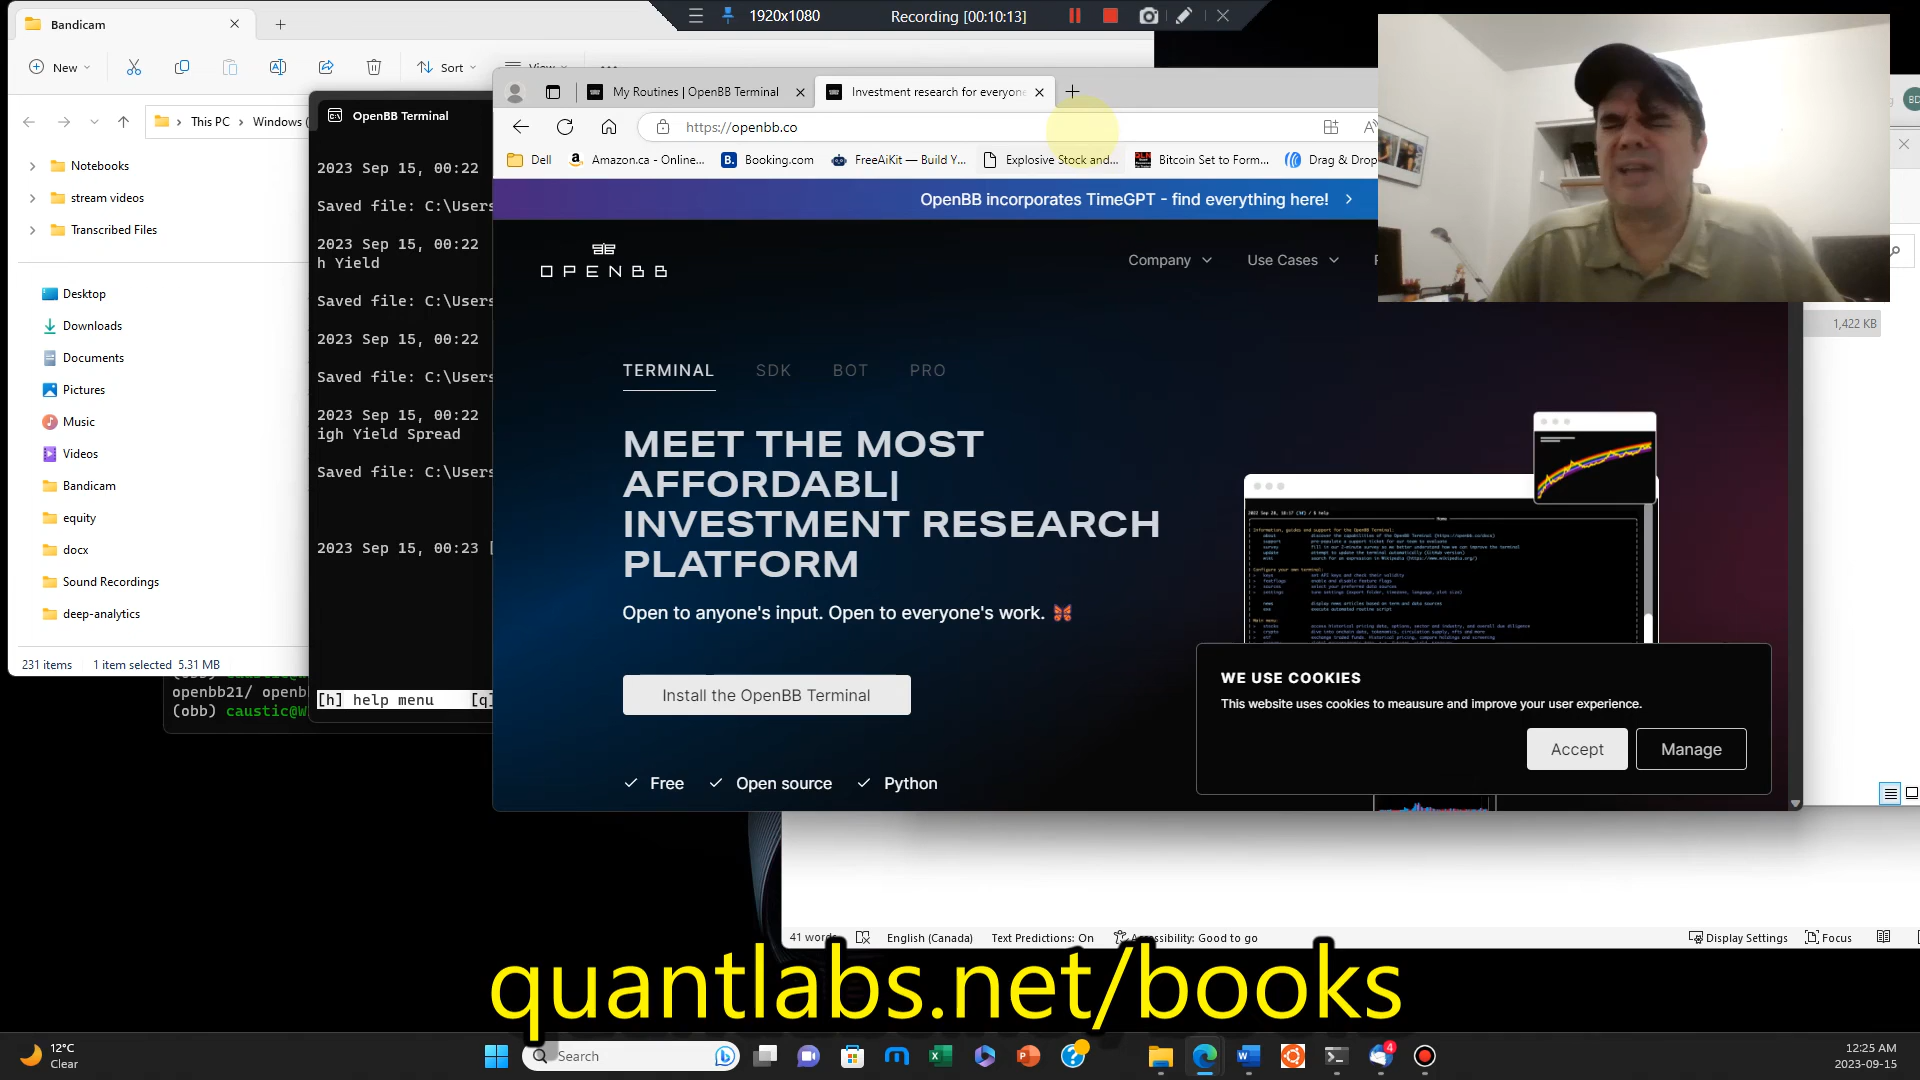 Bandicam
1920x1080
Recording [00:10:13]
New
Sort
View
This PC
Windows (
Notebooks
stream videos
Transcribed Files
Desktop
Downloads
Documents
Pictures
Music
Videos
Bandicam
equity
docx
Sound Recordings
deep-analytics
231 items
1 item selected 5.31 MB
OpenBB Terminal
2023 Sep 15, 00:22
Saved file: C:\Users
2023 Sep 15, 00:22
h Yield
Saved file: C:\Users
2023 Sep 15, 00:22
Saved file: C:\Users
2023 Sep 15, 00:22
igh Yield Spread
Saved file: C:\Users
2023 Sep 15, 00:23 [
[h] help menu [q]
openbb21/ openb
(obb) caustic@W
My Routines | OpenBB Terminal
Investment research for everyone
https://openbb.co
Dell
Amazon.ca - Online...
Booking.com
FreeAiKit — Build Y...
Explosive Stock and...
Bitcoin Set to Form...
Drag & Drop
OpenBB incorporates TimeGPT - find everything here!
OPENBB
Company
Use Cases
TERMINAL
SDK
BOT
PRO
MEET THE MOST
AFFORDABL|
INVESTMENT RESEARCH
PLATFORM
Open to anyone's input. Open to everyone's work.
Install the OpenBB Terminal
Free
Open source
Python
WE USE COOKIES
This website uses cookies to meausure and improve your user experience.
Accept
Manage
BD
1,422 KB
41 words
English (Canada)
Text Predictions: On
Accessibility: Good to go
Display Settings
Focus
quantlabs.net/books
12°C
Clear
Search
4
12:25 AM
2023-09-15